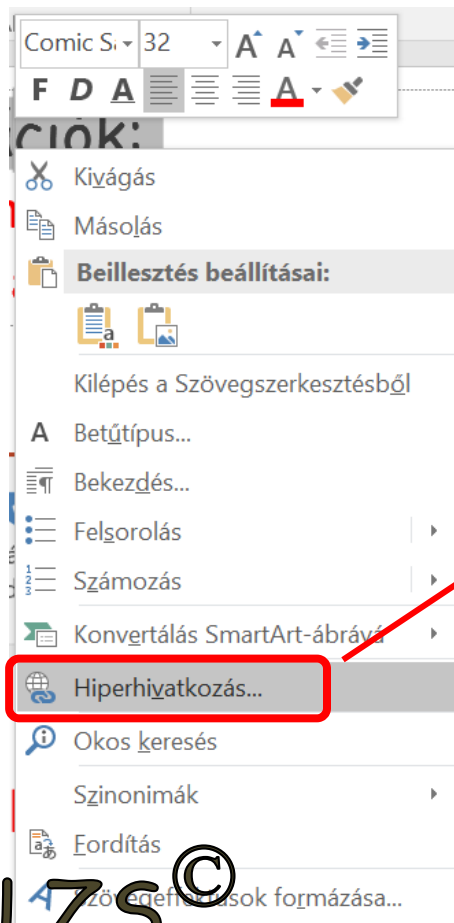 Comic S 32
F D A A
ciók:
Kivágás
Másolás
Beillesztés beállításai:
Kilépés a Szövegszerkesztésből
Betűtípus...
Bekezdés...
Felsorolás
Számozás
Konvertálás SmartArt-ábrává
Hiperhivatkozás...
Okos keresés
Szinonimák
Fordítás
Szövegeffektusok formázása...
©